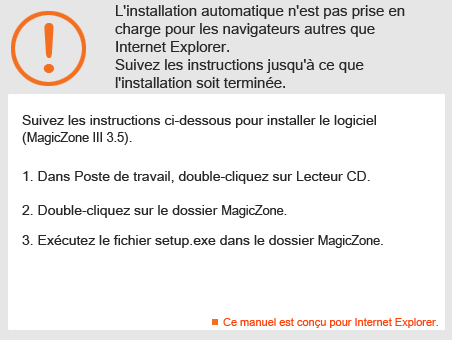 L'installation automatique n'est pas prise en
charge pour les navigateurs autres que
Internet Explorer.
Suivez les instructions jusqu'à ce que
l'installation soit terminée.
Suivez les instructions ci-dessous pour installer le logiciel
(MagicZone III 3.5).
1. Dans Poste de travail, double-cliquez sur Lecteur CD.
2. Double-cliquez sur le dossier MagicZone.
3. Exécutez le fichier setup.exe dans le dossier MagicZone.
Ce manuel est conçu pour Internet Explorer.